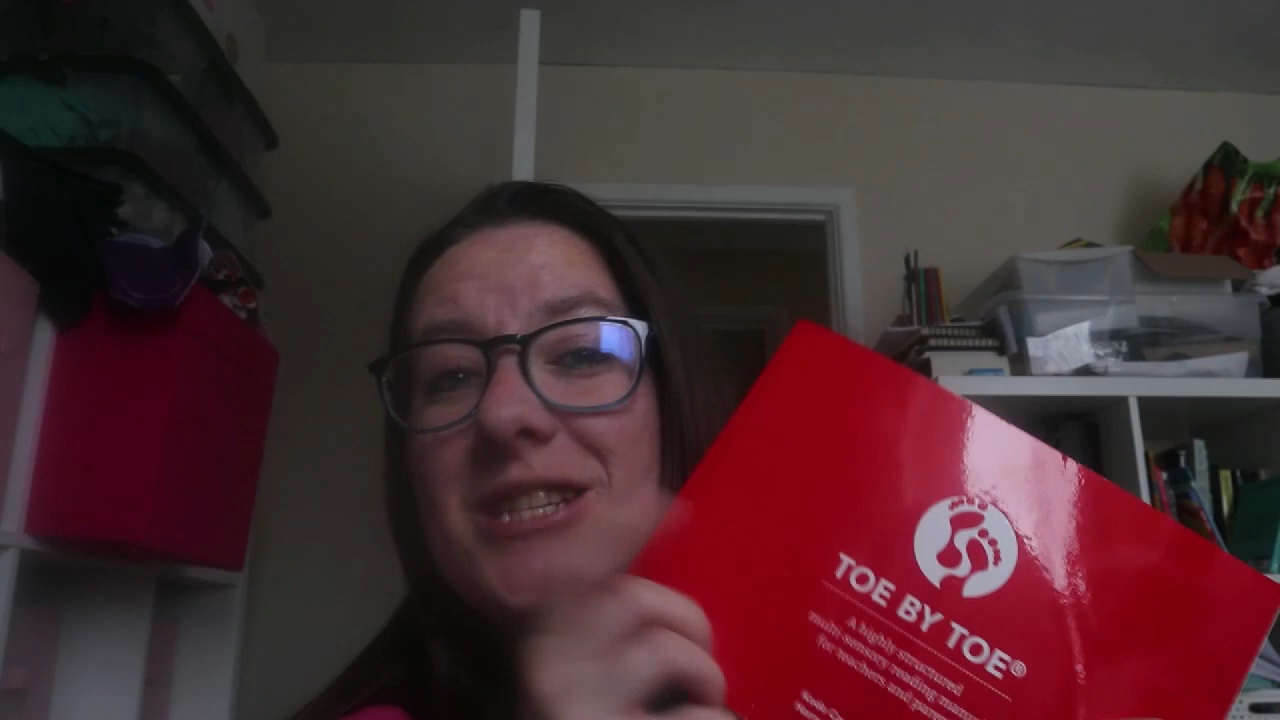 TOE BY TOE®
A highly structured
multi-sensory reading manual
for teachers and parents